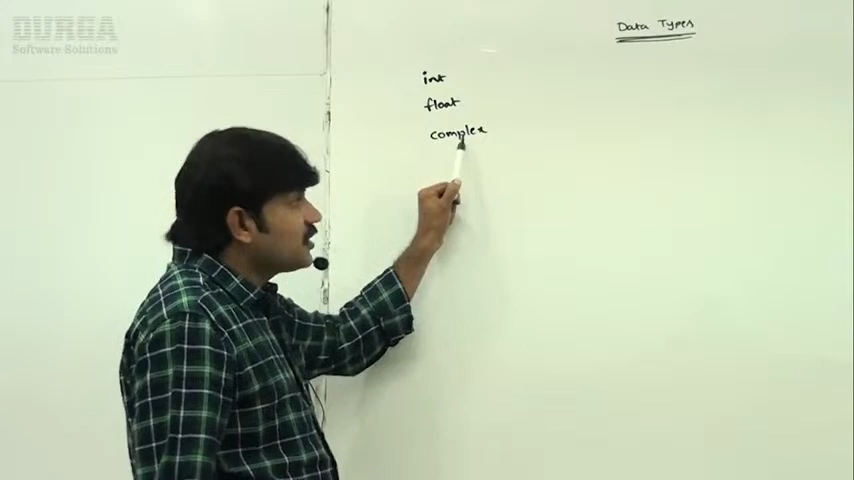 DURGA
Software Solutions
Data Types
int
float
complex